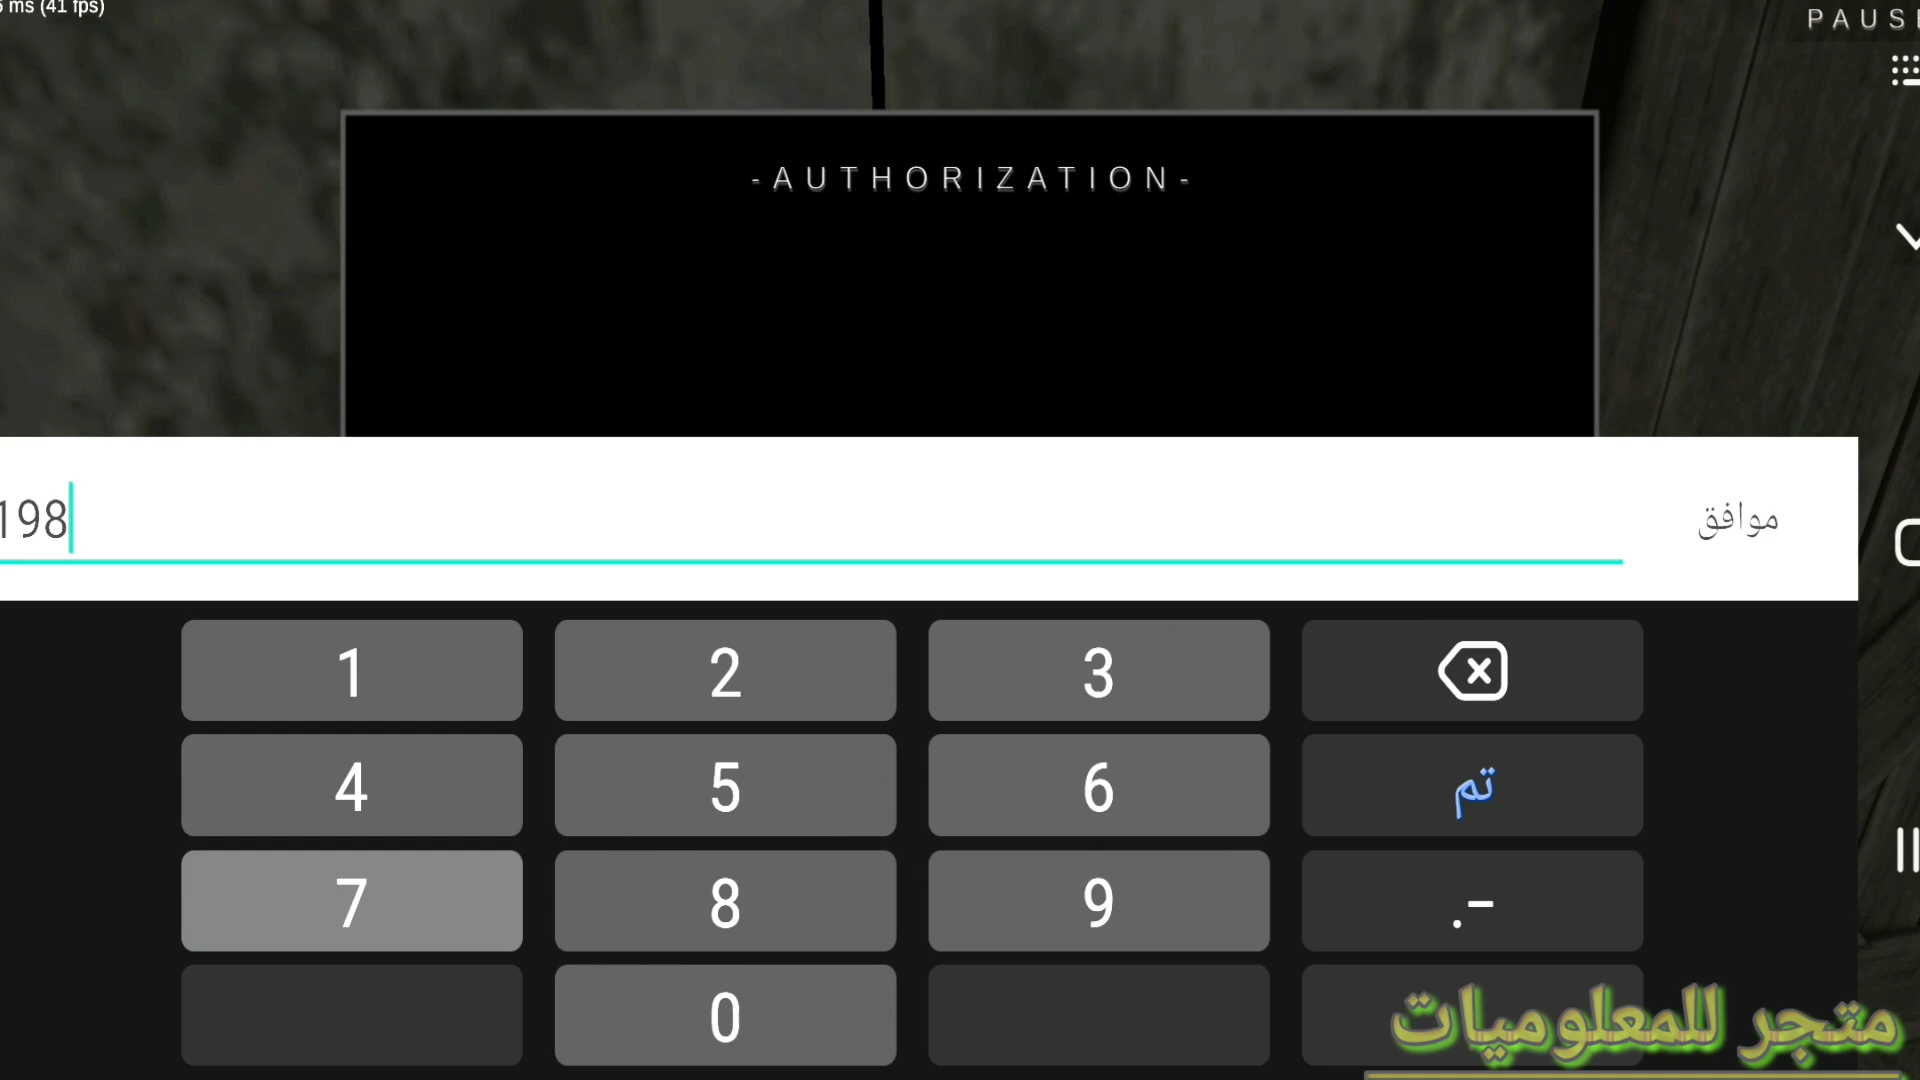 ms (41 fps)
PAUSE
-AUTHORIZATION-
198
موافق
1 2 3
4 5 6 تم
7 8 9 .-
0
متجر للمعلوميات